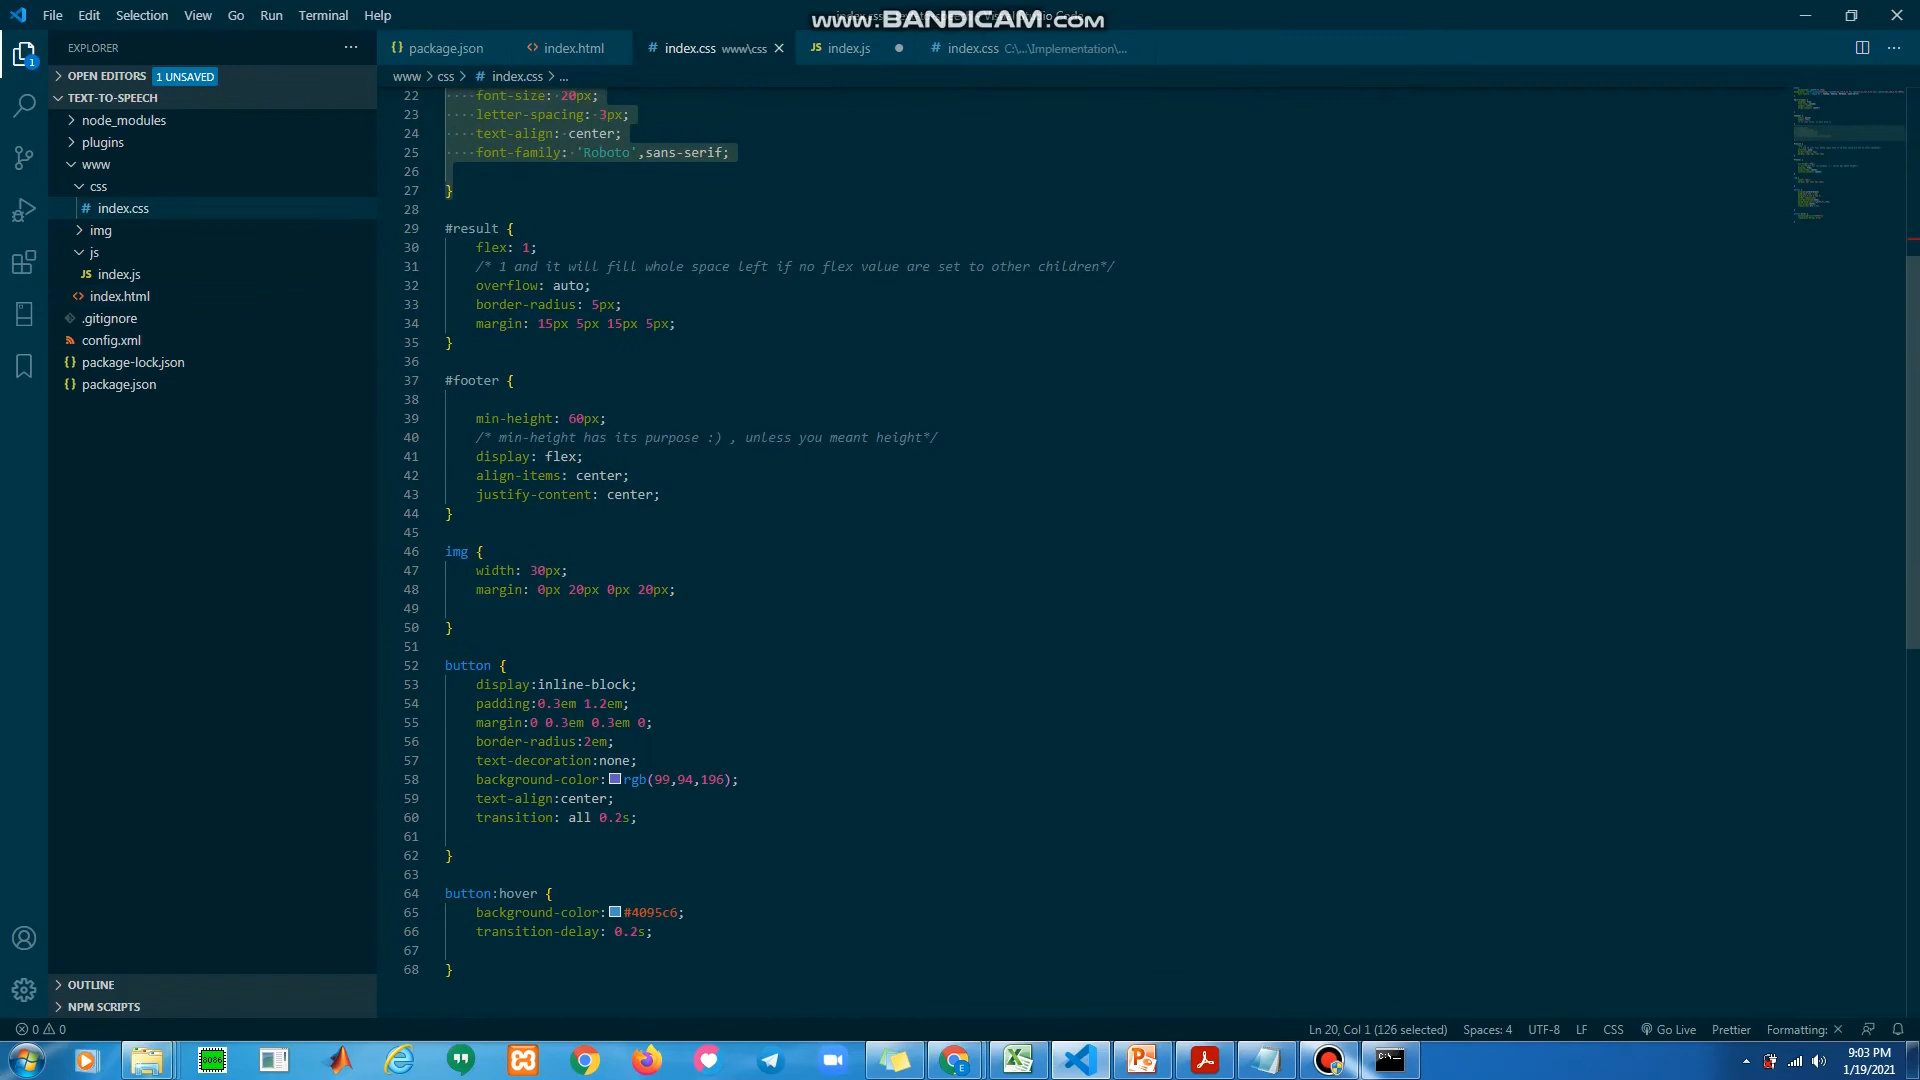 File Edit Selection View Go Run Terminal Help
www.BANDICAM.com
EXPLORER
OPEN EDITORS 1 UNSAVED
TEXT-TO-SPEECH
node_modules
plugins
www
css
# index.css
img
js
JS index.js
<> index.html
.gitignore
config.xml
{} package-lock.json
{} package.json
OUTLINE
NPM SCRIPTS
{} package.json
<> index.html
# index.css www\css
JS index.js
# index.css C:\...\Implementation\...
www > css > # index.css > ...
22 font-size: 20px;
23 letter-spacing: 3px;
24 text-align: center;
25 font-family: 'Roboto',sans-serif;
26
27 }
28
29 #result {
30 flex: 1;
31 /* 1 and it will fill whole space left if no flex value are set to other children*/
32 overflow: auto;
33 border-radius: 5px;
34 margin: 15px 5px 15px 5px;
35 }
36
37 #footer {
38
39 min-height: 60px;
40 /* min-height has its purpose :) , unless you meant height*/
41 display: flex;
42 align-items: center;
43 justify-content: center;
44 }
45
46 img {
47 width: 30px;
48 margin: 0px 20px 0px 20px;
49
50 }
51
52 button {
53 display:inline-block;
54 padding:0.3em 1.2em;
55 margin:0 0.3em 0.3em 0;
56 border-radius:2em;
57 text-decoration:none;
58 background-color:rgb(99,94,196);
59 text-align:center;
60 transition: all 0.2s;
61
62 }
63
64 button:hover {
65 background-color:#4095c6;
66 transition-delay: 0.2s;
67
68 }
0 0
Ln 20, Col 1 (126 selected) Spaces: 4 UTF-8 LF CSS Go Live Prettier Formatting: ×
9:03 PM
1/19/2021